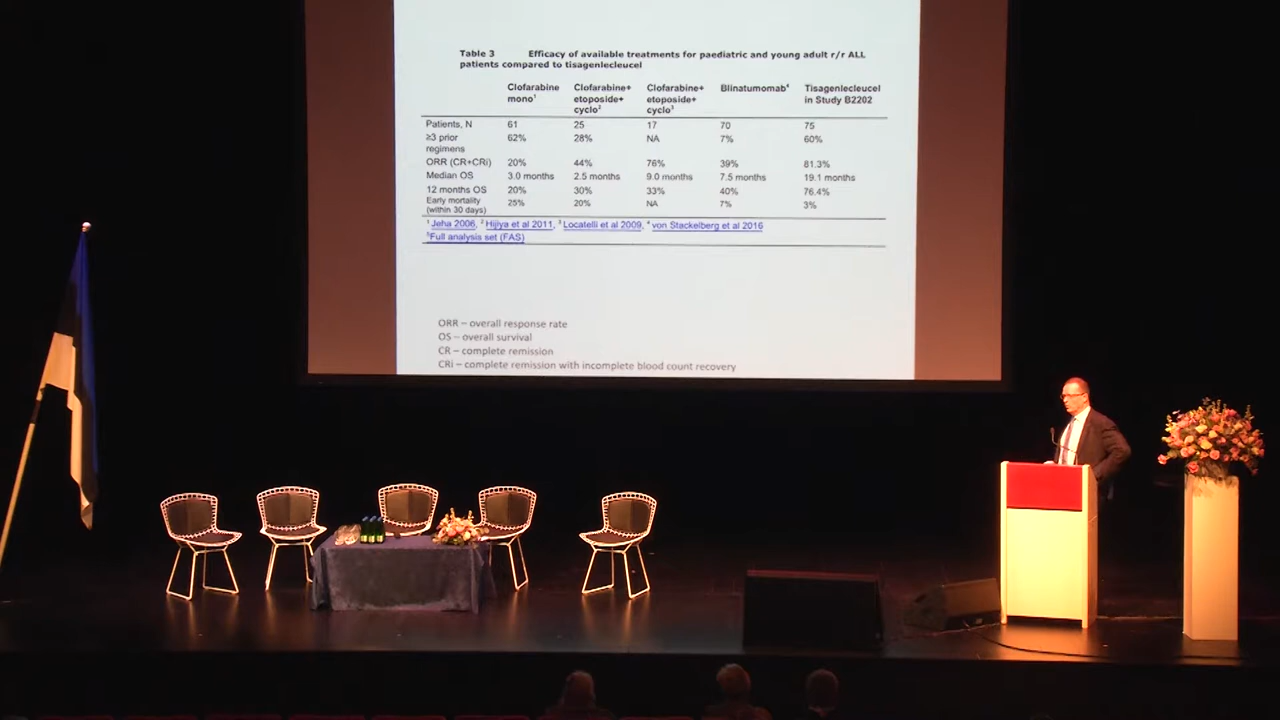 Table 3 Efficacy of available treatments for paediatric and young adult r/r ALL
patients compared to tisagenlecleucel
Clofarabine mono¹ Clofarabine+ etoposide+ cyclo² Clofarabine+ etoposide+ cyclo³ Blinatumomab⁴ Tisagenlecleucel in Study B2202
Patients, N 61 25 17 70 75
≥3 prior regimens 62% 28% NA 7% 60%
ORR (CR+CRi) 20% 44% 76% 39% 81.3%
Median OS 3.0 months 2.5 months 9.0 months 7.5 months 19.1 months
12 months OS 20% 30% 33% 40% 76.4%
Early mortality (within 30 days) 25% 20% NA 7% 3%
¹ Jeha 2006, ² Hijiya et al 2011, ³ Locatelli et al 2009, ⁴ von Stackelberg et al 2016
⁵Full analysis set (FAS)
ORR – overall response rate
OS – overall survival
CR – complete remission
CRi – complete remission with incomplete blood count recovery